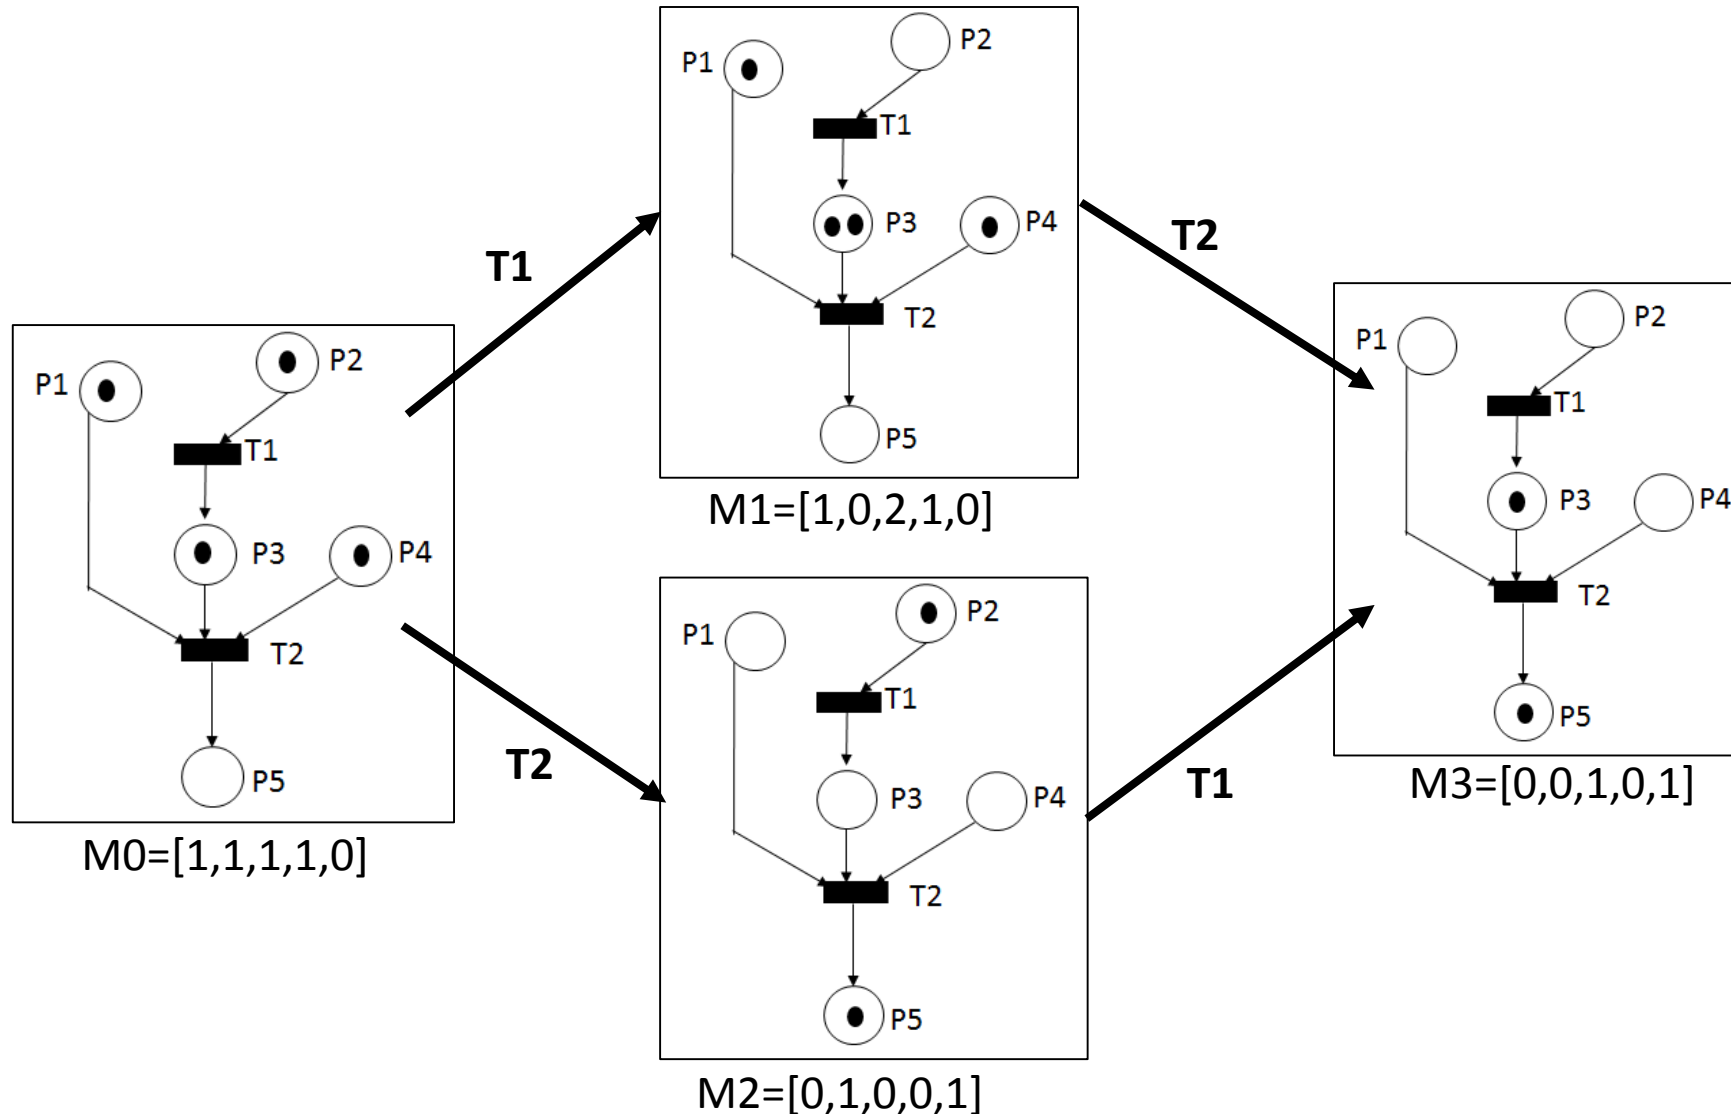 P1
P2
T1
P3
P4
T2
P5
M0=[1,1,1,1,0]
T1
T2
P1
P2
T1
P3
P4
T2
P5
M1=[1,0,2,1,0]
P1
P2
T1
P3
P4
T2
P5
M2=[0,1,0,0,1]
T2
T1
P1
P2
T1
P3
P4
T2
P5
M3=[0,0,1,0,1]